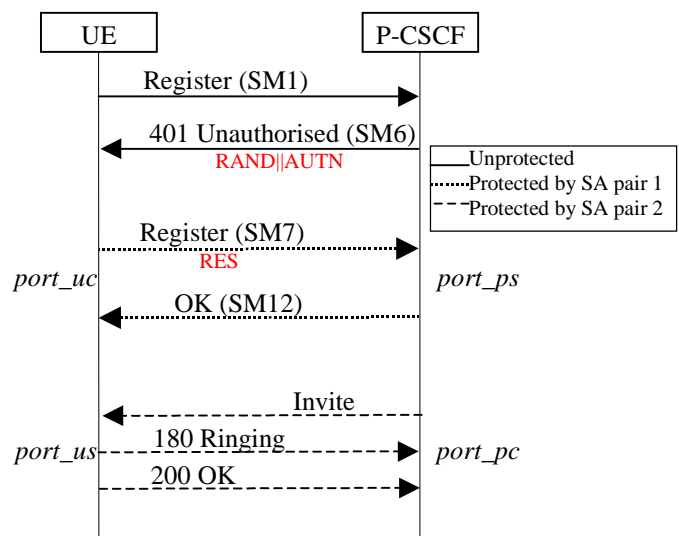 UE
P-CSCF
Register (SM1)
401 Unauthorised (SM6)
RAND||AUTN
Unprotected
Protected by SA pair 1
Protected by SA pair 2
Register (SM7)
RES
port_uc
port_ps
OK (SM12)
Invite
port_us
180 Ringing
port_pc
200 OK